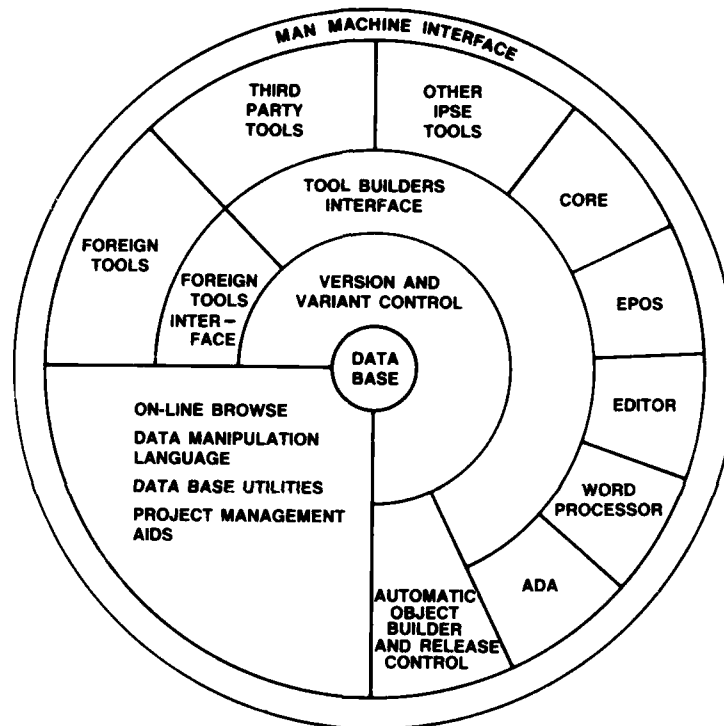 MAN MACHINE INTERFACE
THIRD
PARTY
TOOLS
OTHER
IPSE
TOOLS
TOOL BUILDERS
INTERFACE
CORE
FOREIGN
TOOLS
FOREIGN
TOOLS
INTER-
FACE
VERSION AND
VARIANT CONTROL
EPOS
DATA
BASE
EDITOR
ON-LINE BROWSE
DATA MANIPULATION
LANGUAGE
DATA BASE UTILITIES
PROJECT MANAGEMENT
AIDS
WORD
PROCESSOR
ADA
AUTOMATIC
OBJECT
BUILDER
AND RELEASE
CONTROL